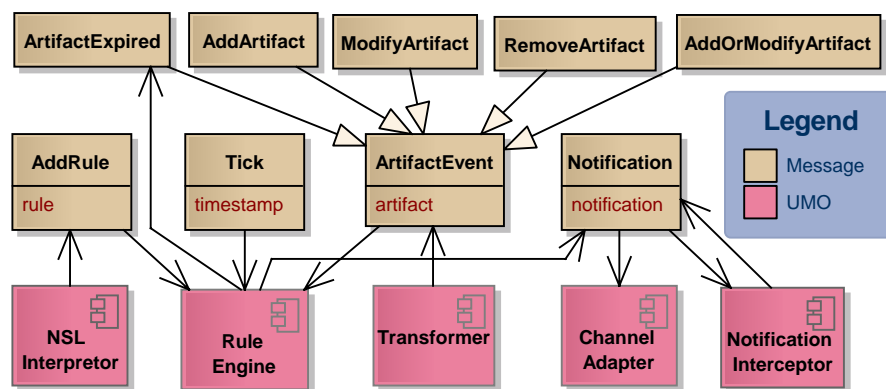 ArtifactExpired
AddArtifact
ModifyArtifact
RemoveArtifact
AddOrModifyArtifact
Legend
Message
UMO
AddRule
rule
Tick
timestamp
ArtifactEvent
artifact
Notification
notification
NSL
Interpretor
Rule
Engine
Transformer
Channel
Adapter
Notification
Interceptor